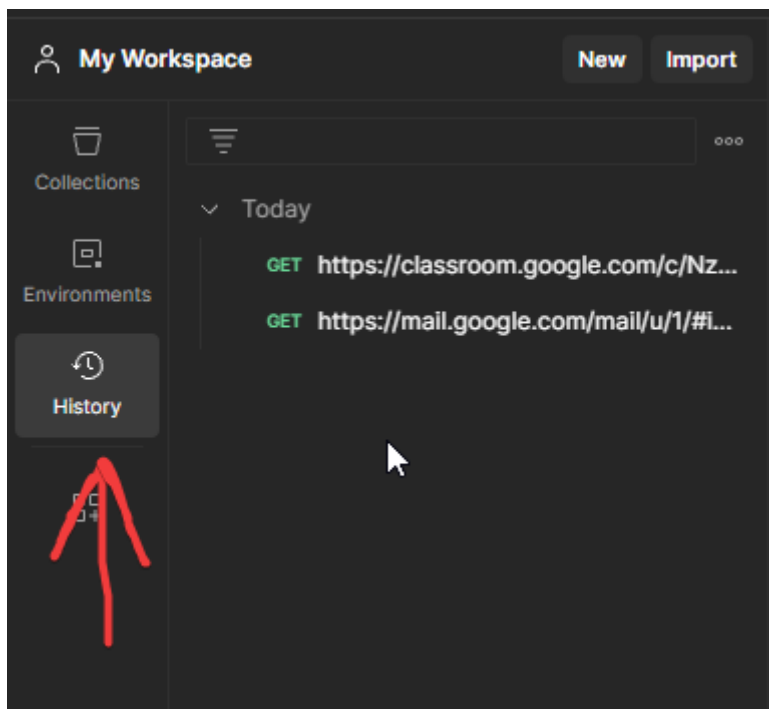 My Workspace New Import
Collections
Today
GET https://classroom.google.com/c/Nz...
Environments
GET https://mail.google.com/mail/u/1/#i...
History